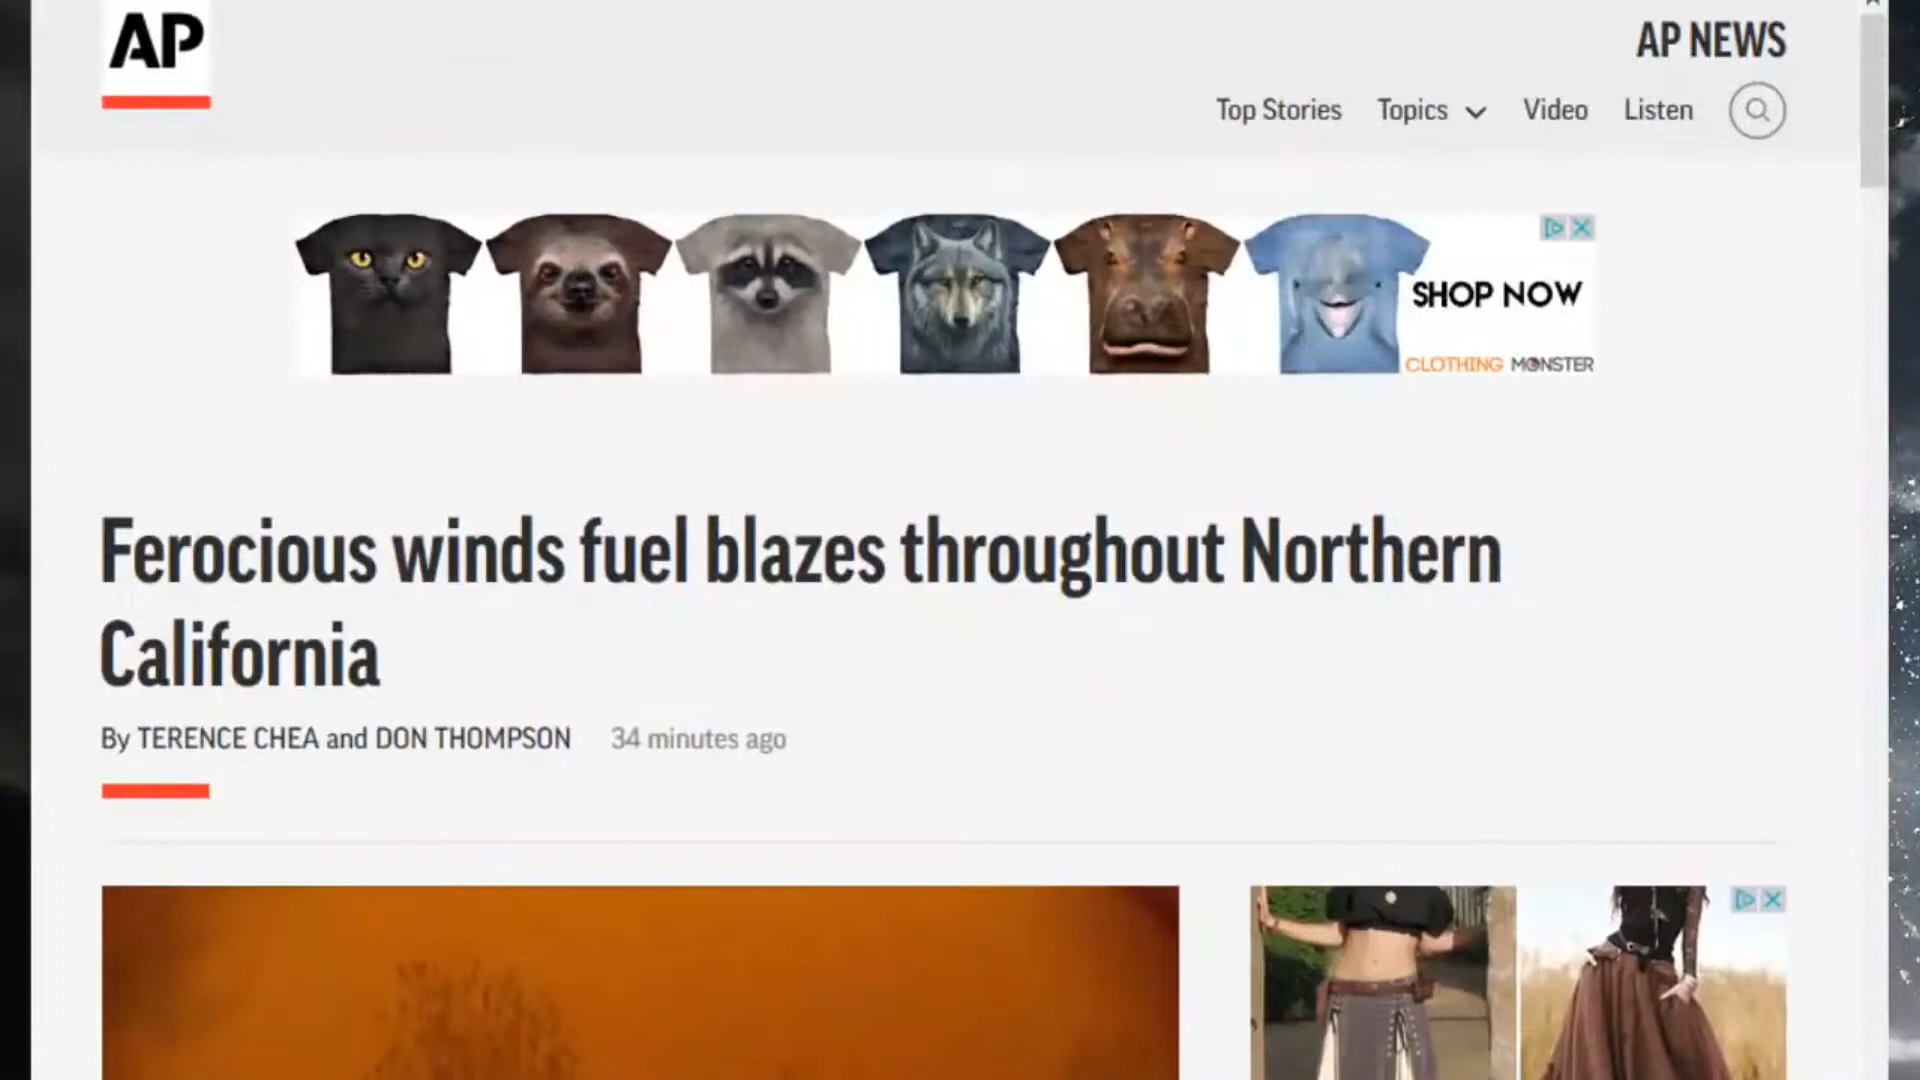 AP
AP NEWS
Top Stories Topics Video Listen
SHOP NOW
CLOTHING MONSTER
Ferocious winds fuel blazes throughout Northern
California
By TERENCE CHEA and DON THOMPSON 34 minutes ago